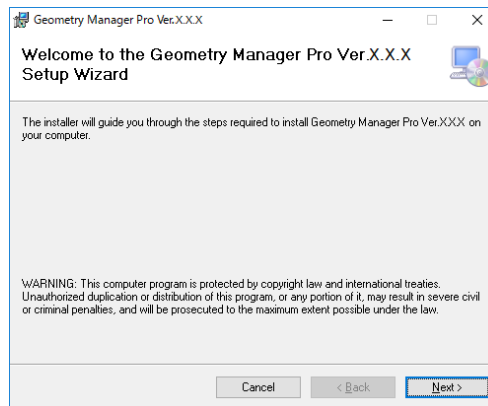 Geometry Manager Pro Ver.X.X.X
Welcome to the Geometry Manager Pro Ver.X.X.X
Setup Wizard
The installer will guide you through the steps required to install Geometry Manager Pro Ver.X.X.X on
your computer.
WARNING: This computer program is protected by copyright law and international treaties.
Unauthorized duplication or distribution of this program, or any portion of it, may result in severe civil
or criminal penalties, and will be prosecuted to the maximum extent possible under the law.
Cancel
< Back
Next >